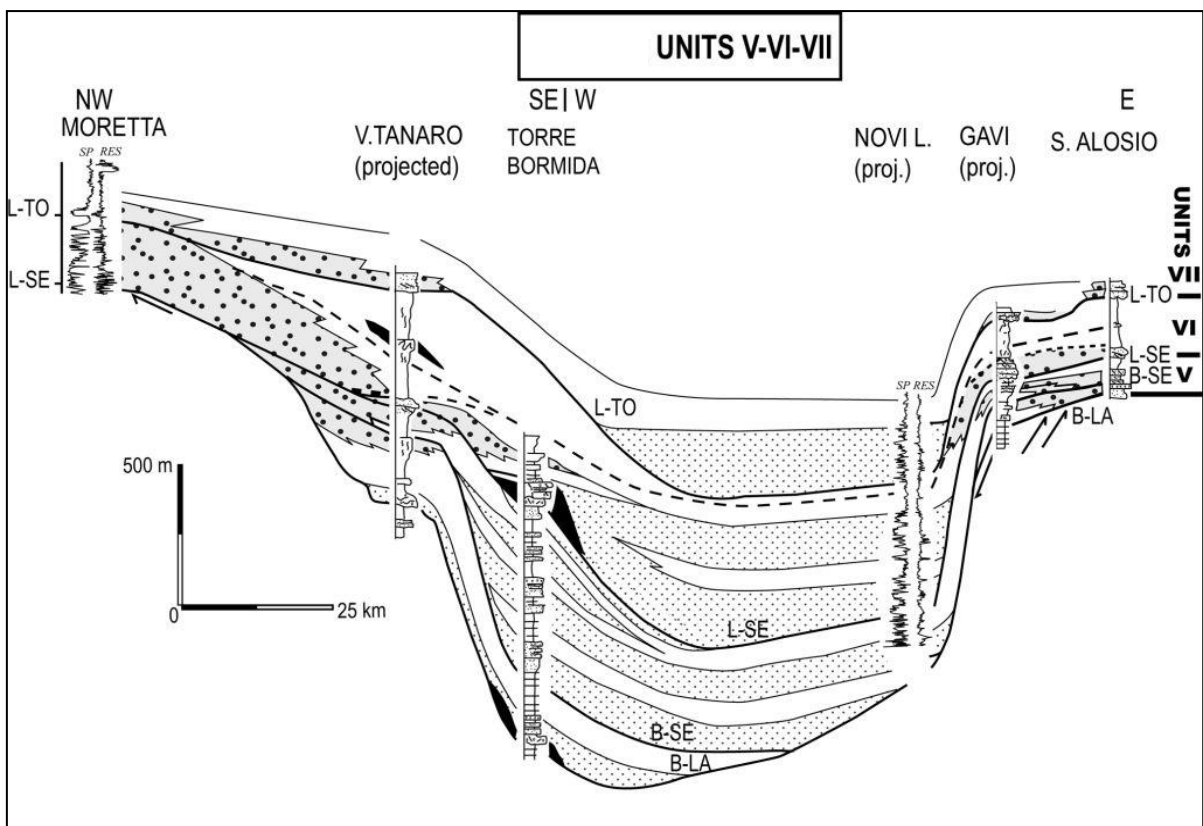 UNITS V-VI-VII
NW
MORETTA
SP RES
V.TANARO
(projected)
SE | W
TORRE
BORMIDA
NOVI L.
(proj.)
GAVI
(proj.)
E
S. ALOSIO
L-TO
L-SE
UNITS
VII
L-TO
VI
L-SE
B-SE
V
B-LA
L-TO
SP RES
500 m
0
25 km
L-SE
B-SE
B-LA